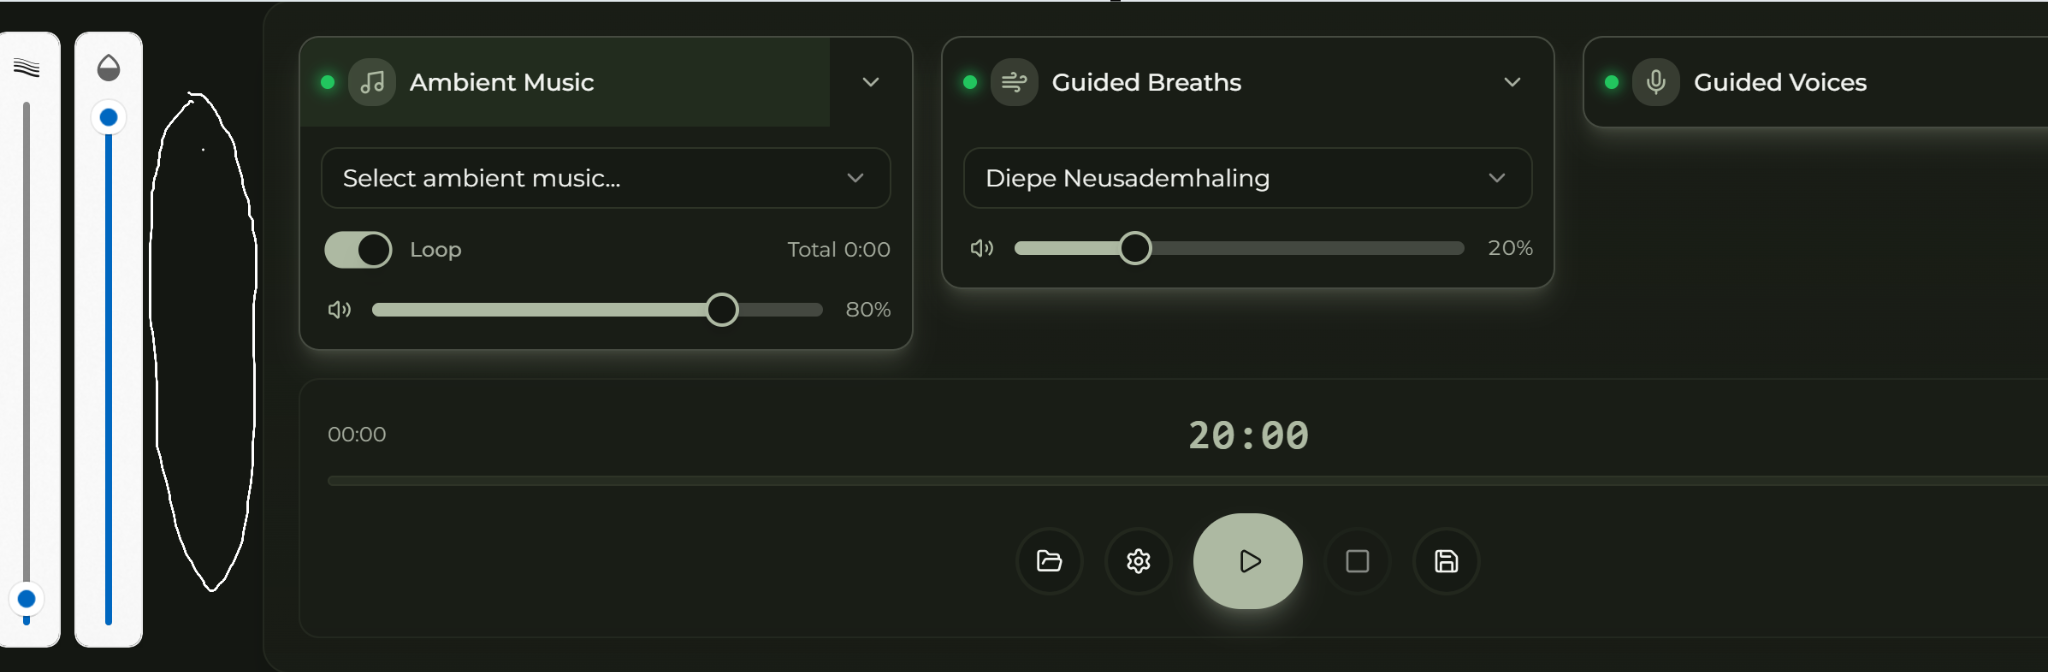 Ambient Music
Guided Breaths
Guided Voices
Select ambient music...
Diepe Neusademhaling
Loop
Total 0:00
20%
80%
00:00
20:00